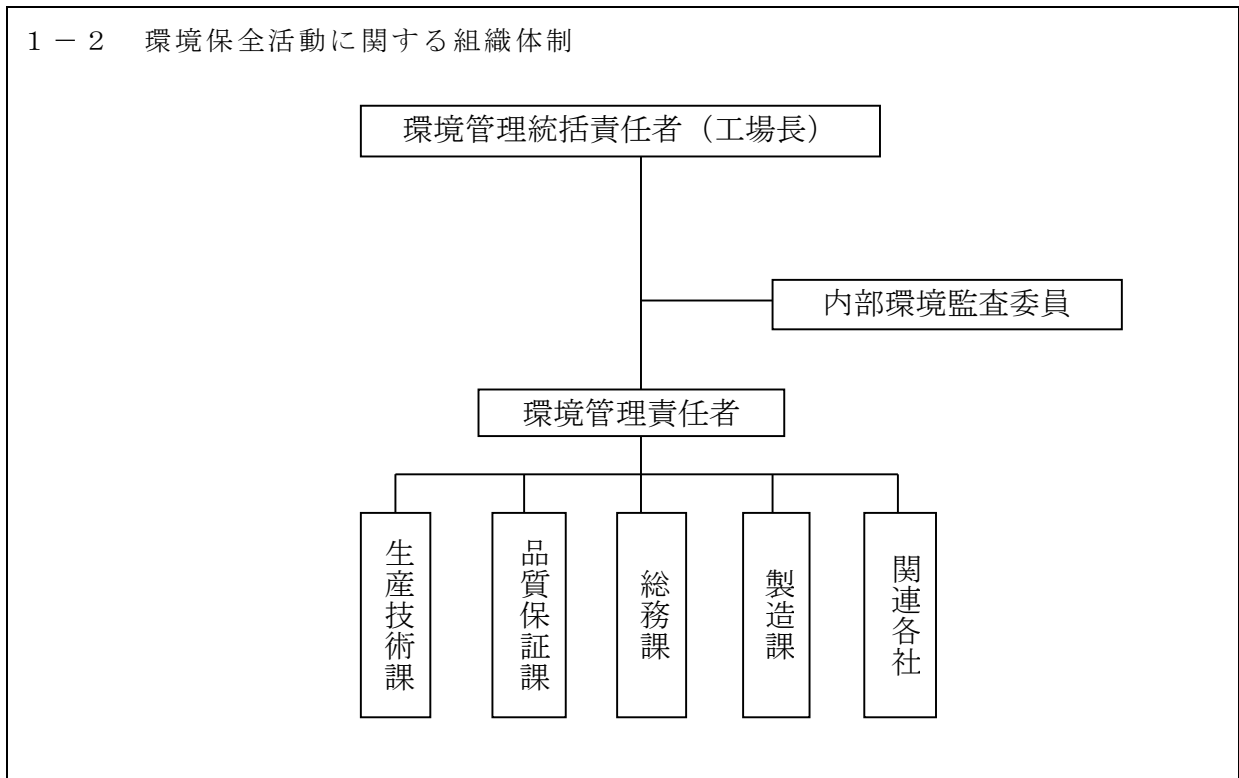 １－２　環境保全活動に関する組織体制
環境管理統括責任者（工場長）
内部環境監査委員
環境管理責任者
生産技術課
品質保証課
総務課
製造課
関連各社